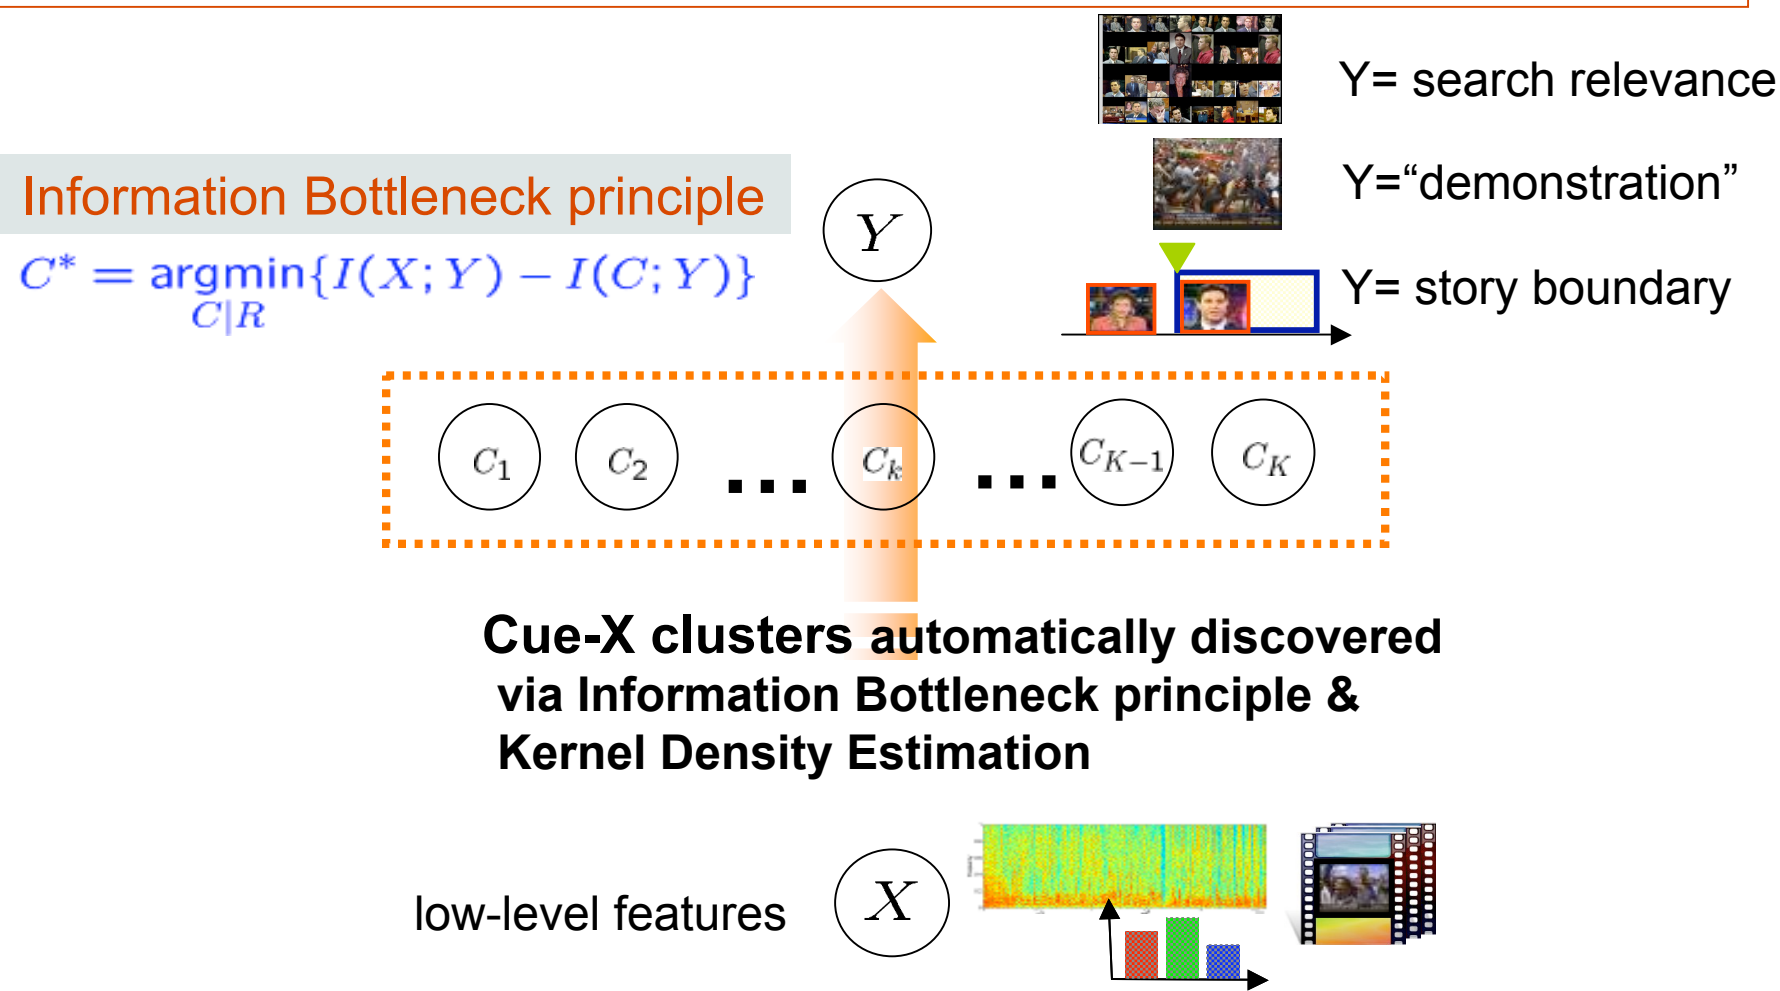 Y= search relevance
Information Bottleneck principle
Y
Y=“demonstration”
C* = argmin{I(X; Y) − I(C; Y)}
C|R
Y= story boundary
C1 C2 ... Ck ... CK−1 CK
Cue-X clusters automatically discovered
via Information Bottleneck principle &
Kernel Density Estimation
low-level features X